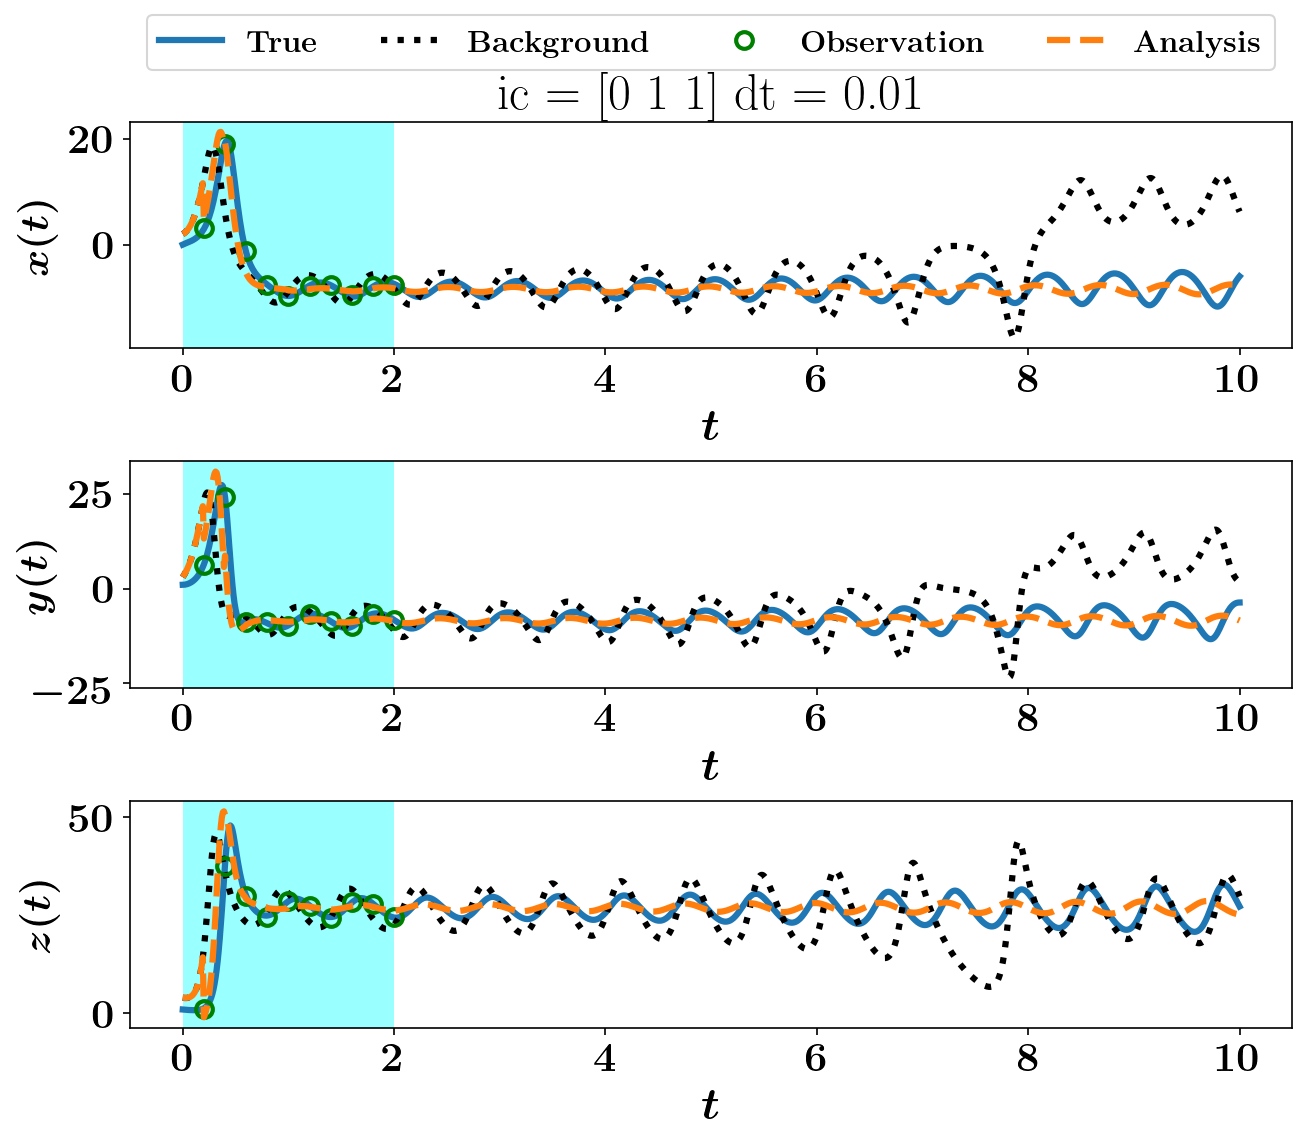 True Background Observation Analysis
ic = [0 1 1] dt = 0.01
20
0
x(t)
0 2 4 6 8 10
t
25
0
−25
y(t)
0 2 4 6 8 10
t
50
0
z(t)
0 2 4 6 8 10
t